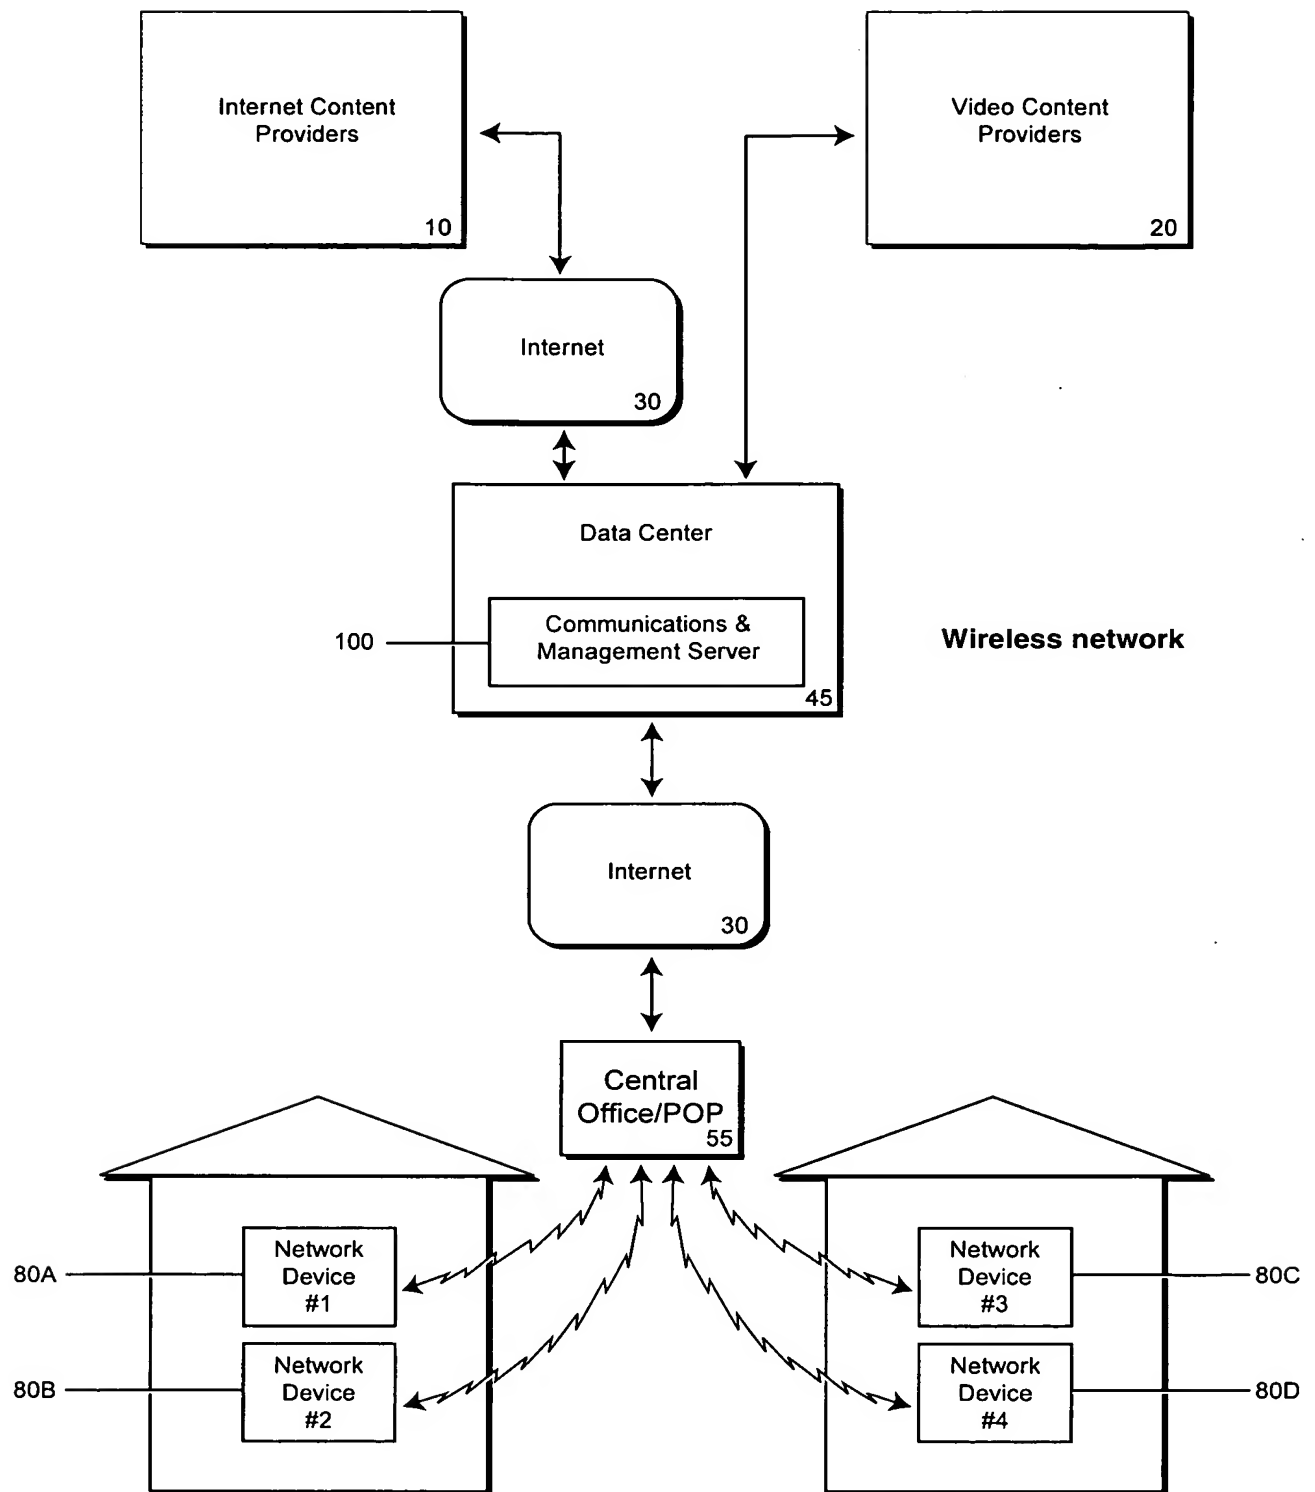 Internet Content
Providers
10
Video Content
Providers
20
Internet
30
Data Center
Communications &
Management Server
100
45
Wireless network
Internet
30
Central
Office/POP
55
Network
Device
#1
80A
Network
Device
#2
80B
Network
Device
#3
80C
Network
Device
#4
80D